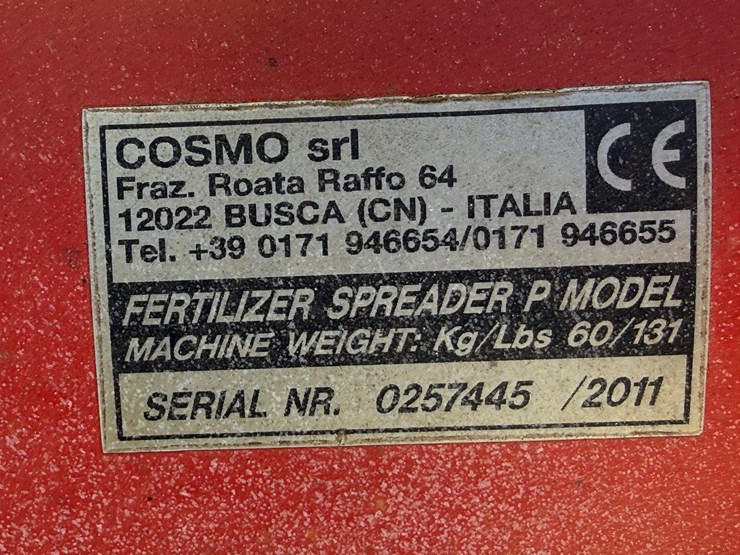 COSMO srl
Fraz. Roata Raffo 64
12022 BUSCA (CN) - ITALIA
Tel. +39 0171 946654/0171 946655
CE
FERTILIZER SPREADER P MODEL
MACHINE WEIGHT: Kg/Lbs 60/131
SERIAL NR. 0257445 /2011